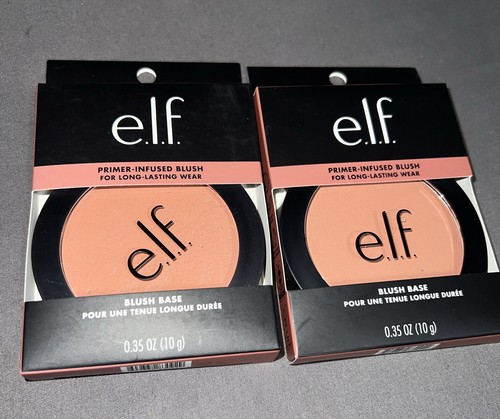 e.l.f.
PRIMER-INFUSED BLUSH
FOR LONG-LASTING WEAR
e.l.f.
BLUSH BASE
POUR UNE TENUE LONGUE DURÉE
0.35 OZ (10 g)
e.l.f.
PRIMER-INFUSED BLUSH
FOR LONG-LASTING WEAR
e.l.f.
BLUSH BASE
POUR UNE TENUE LONGUE DURÉE
0.35 OZ (10 g)